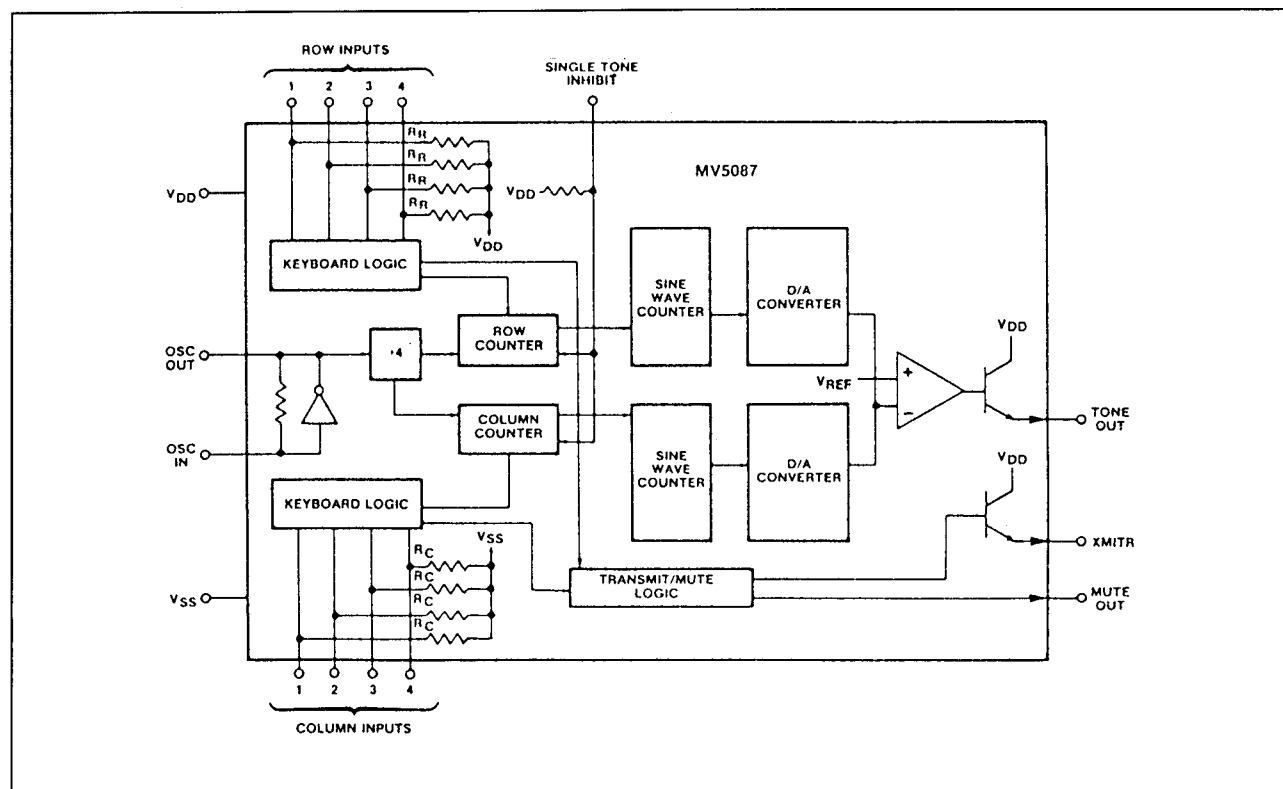 ROW INPUTS
1 2 3 4
SINGLE TONE
INHIBIT
RR
RR
RR
RR
VDD
VDD
VDD
MV5087
KEYBOARD LOGIC
SINE
WAVE
COUNTER
D/A
CONVERTER
VDD
OSC
OUT
÷4
ROW
COUNTER
VREF
+
−
TONE
OUT
COLUMN
COUNTER
OSC
IN
SINE
WAVE
COUNTER
D/A
CONVERTER
VDD
KEYBOARD LOGIC
XMITR
VSS
RC
RC
RC
RC
TRANSMIT/MUTE
LOGIC
MUTE
OUT
VSS
1 2 3 4
COLUMN INPUTS